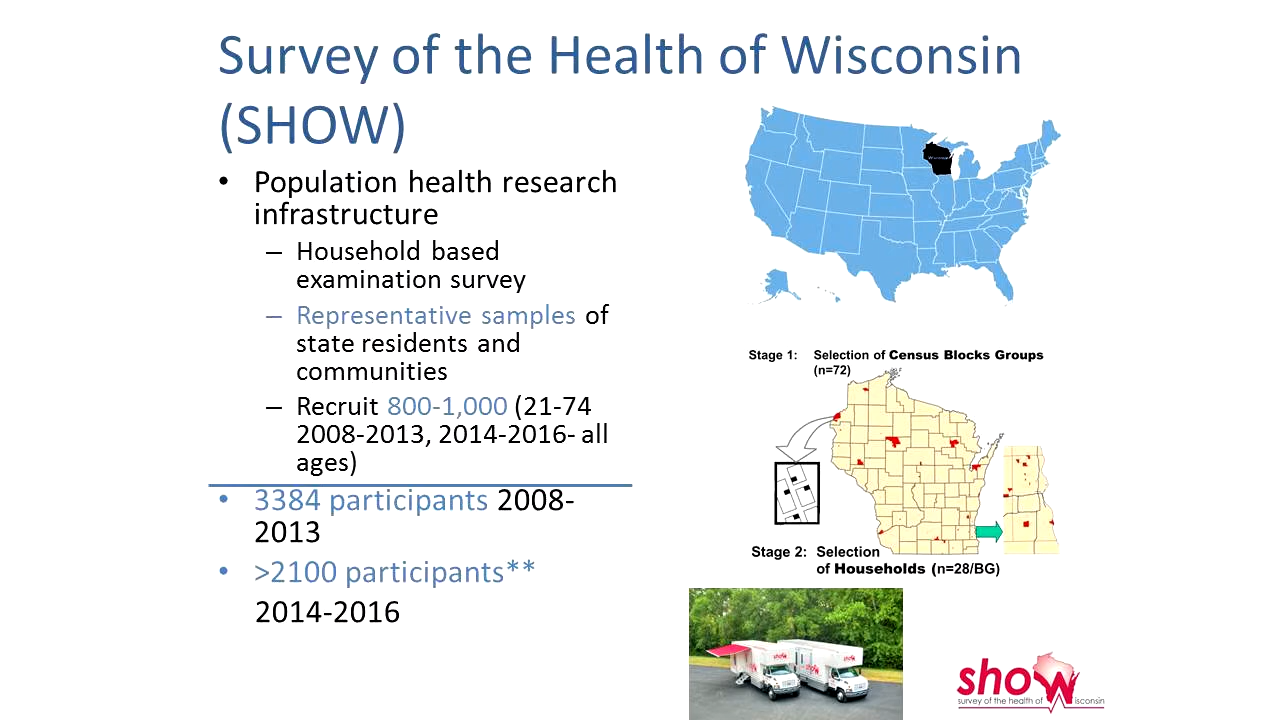 Survey of the Health of Wisconsin
(SHOW)
• Population health research
infrastructure
– Household based
examination survey
– Representative samples of
state residents and
communities
– Recruit 800-1,000 (21-74
2008-2013, 2014-2016- all
ages)
• 3384 participants 2008-
2013
• >2100 participants**
2014-2016
Wisconsin
Stage 1: Selection of Census Blocks Groups
(n=72)
Stage 2: Selection
of Households (n=28/BG)
show
show
show
survey of the health of Wisconsin